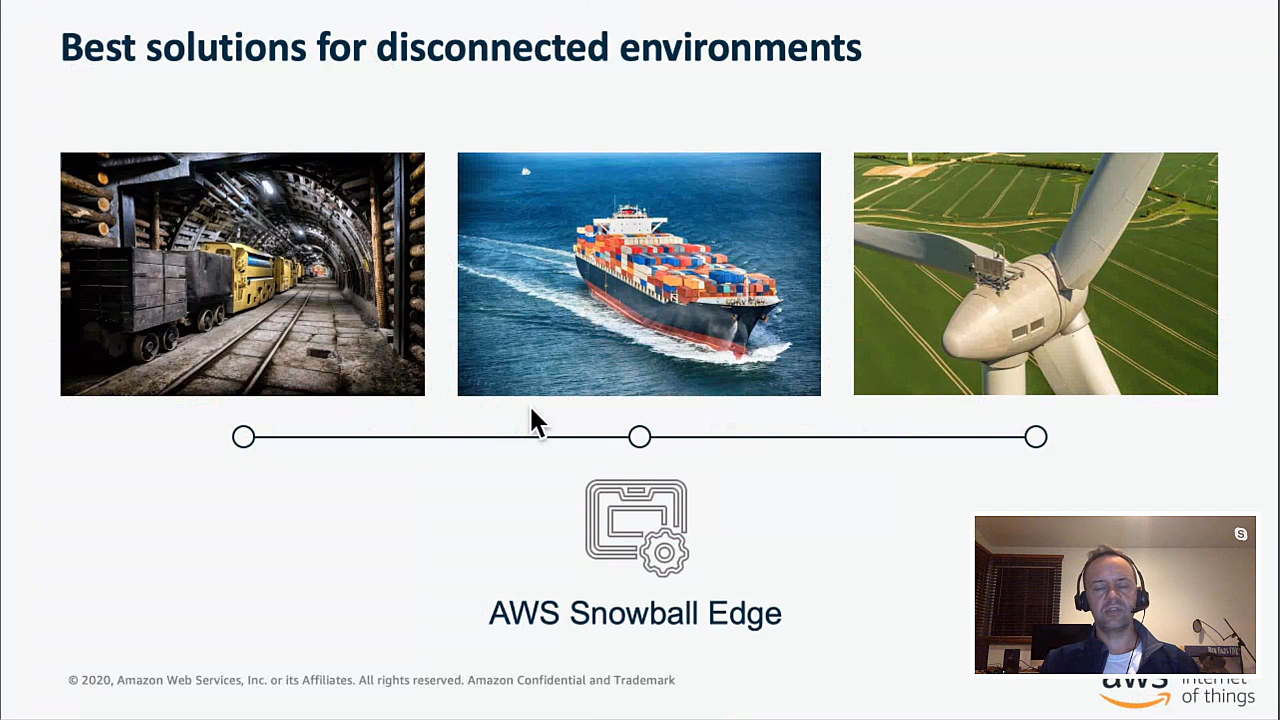 Best solutions for disconnected environments
AWS Snowball Edge
© 2020, Amazon Web Services, Inc. or its Affiliates. All rights reserved. Amazon Confidential and Trademark
aws
internet
of things